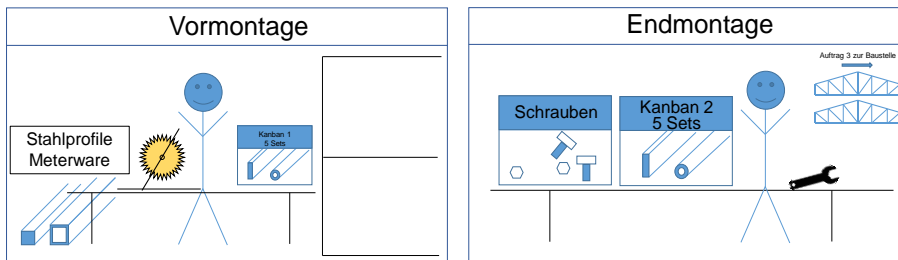 Vormontage
Stahlprofile
Meterware
Kanban 1
5 Sets
Endmontage
Schrauben
Kanban 2
5 Sets
Auftrag 3 zur Baustelle